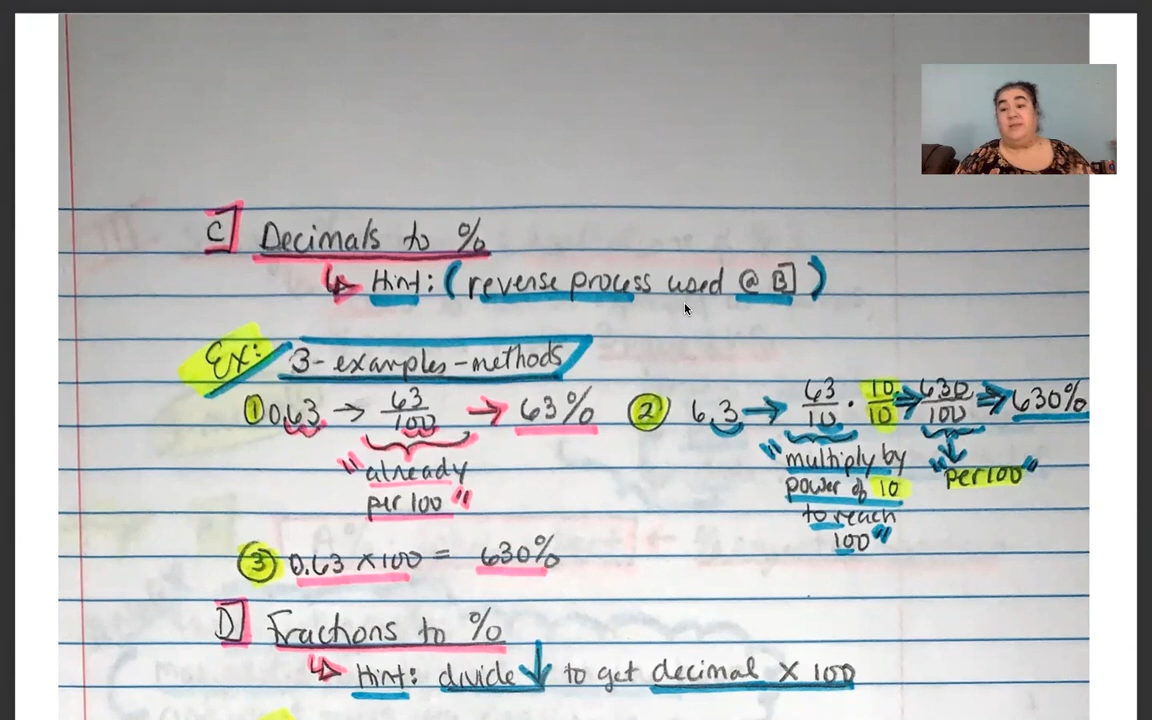 C] Decimals to %
Hint: (reverse process used @ B])
Ex: 3-examples-methods
① 0.63 → 63/100 → 63%
"already
per 100"
② 6.3 → 63/10 · 10/10 → 630/100 → 630%
"multiply by
power of 10
to reach
100"
"per 100"
③ 0.63 x 100 = 630%
D] Fractions to %
Hint: divide ↓ to get decimal X 100